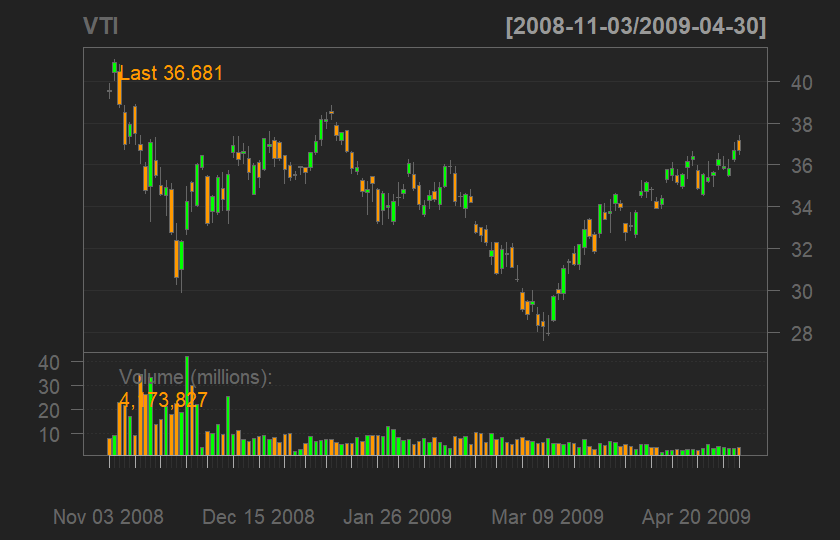 VTI [2008-11-03/2009-04-30]
Last 36.681
40
38
36
34
32
30
28
Volume (millions):
40
30
20
10
Nov 03 2008 Dec 15 2008 Jan 26 2009 Mar 09 2009 Apr 20 2009